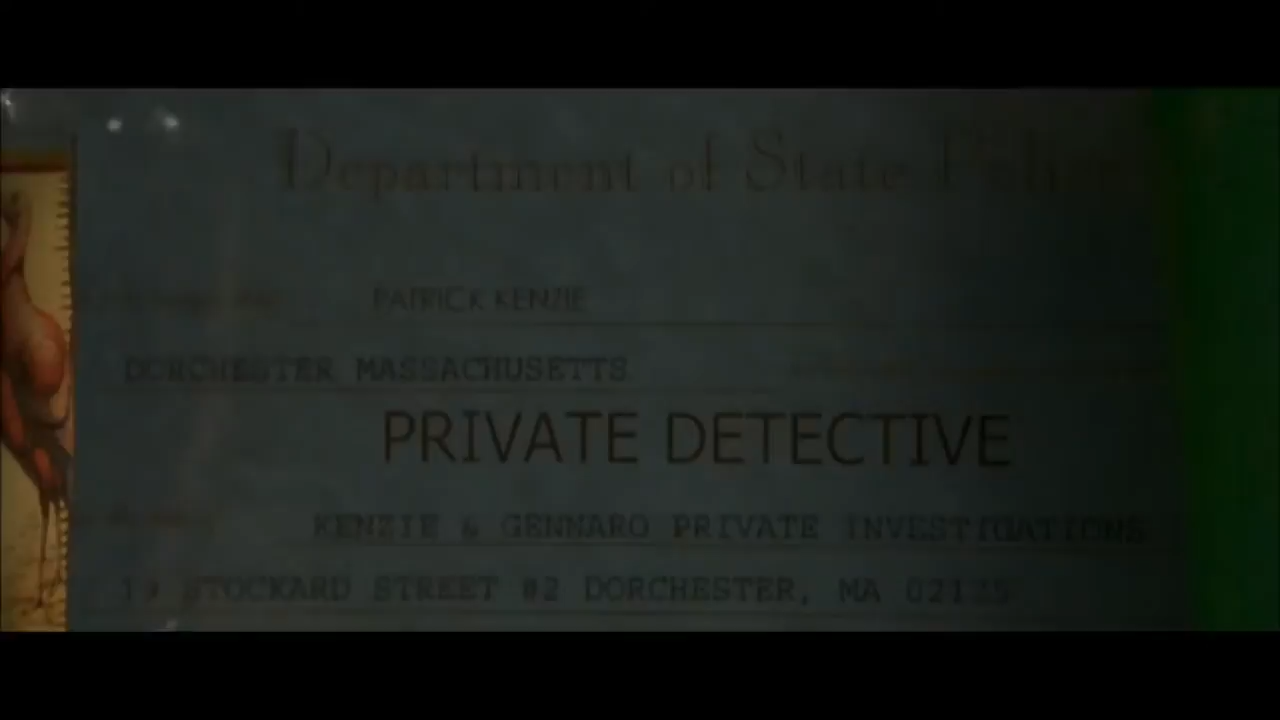 Department of State Police
PATRICK KENZIE
DORCHESTER MASSACHUSETTS
PRIVATE DETECTIVE
KENZIE & GENNARO PRIVATE INVESTIGATIONS
STOCKARD STREET #2 DORCHESTER, MA 02125